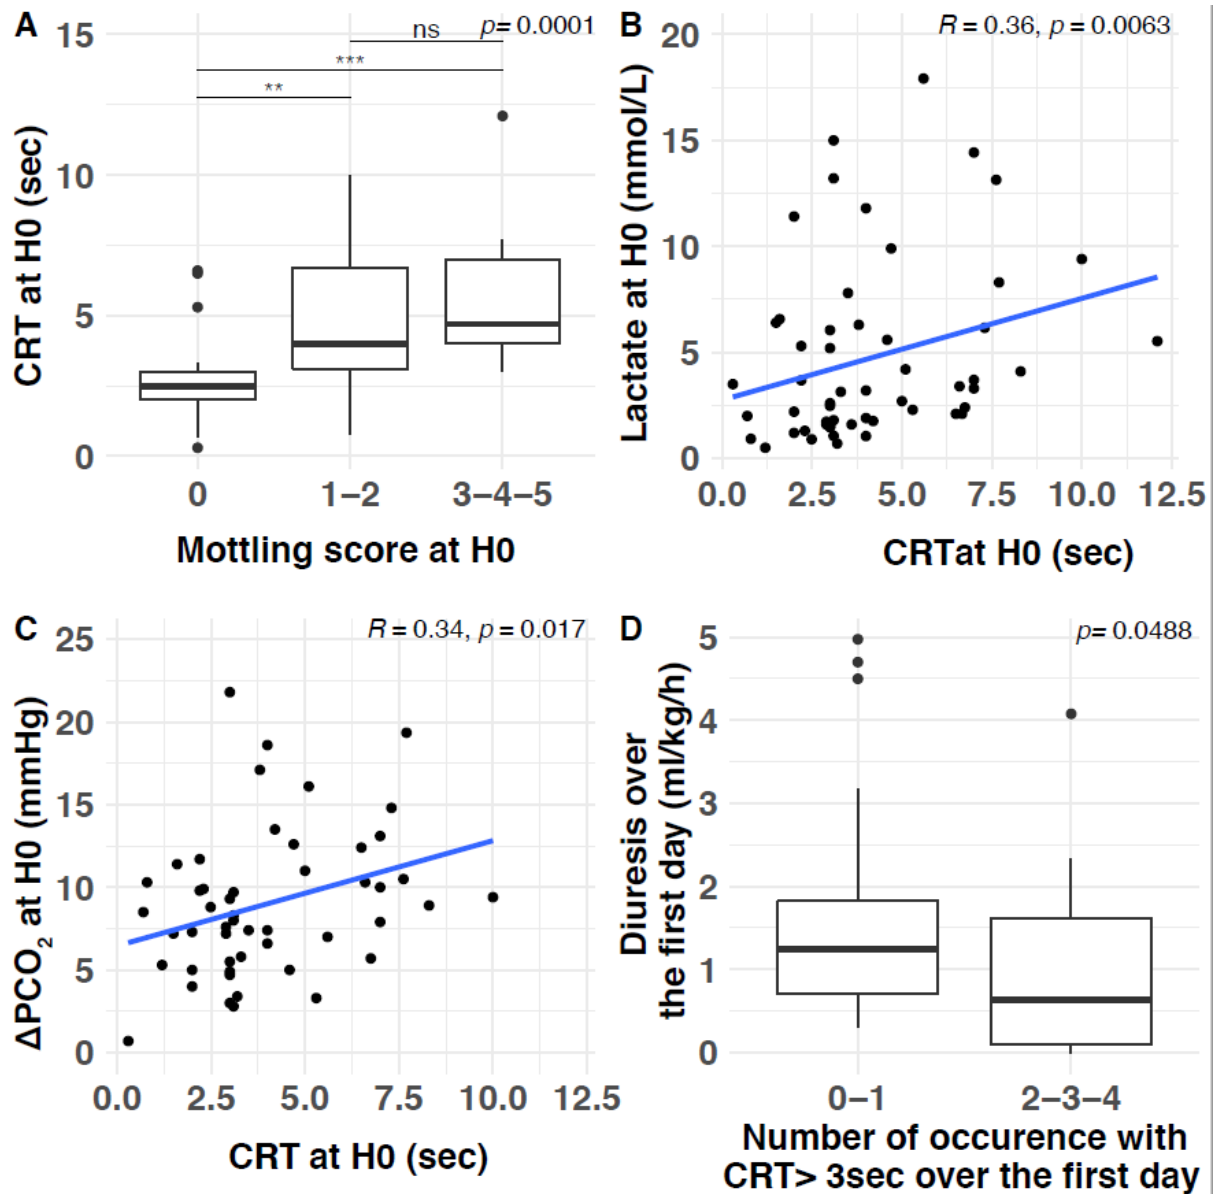 A
p= 0.0001
ns
***
**
15
10
5
0
CRT at H0 (sec)
0 1–2 3–4–5
Mottling score at H0
B
R = 0.36, p = 0.0063
20
15
10
5
0
Lactate at H0 (mmol/L)
0.0 2.5 5.0 7.5 10.0 12.5
CRTat H0 (sec)
C
R = 0.34, p = 0.017
25
20
15
10
5
0
ΔPCO2 at H0 (mmHg)
0.0 2.5 5.0 7.5 10.0 12.5
CRT at H0 (sec)
D
p= 0.0488
5
4
3
2
1
0
Diuresis over
the first day (ml/kg/h)
0–1 2–3–4
Number of occurence with
CRT> 3sec over the first day